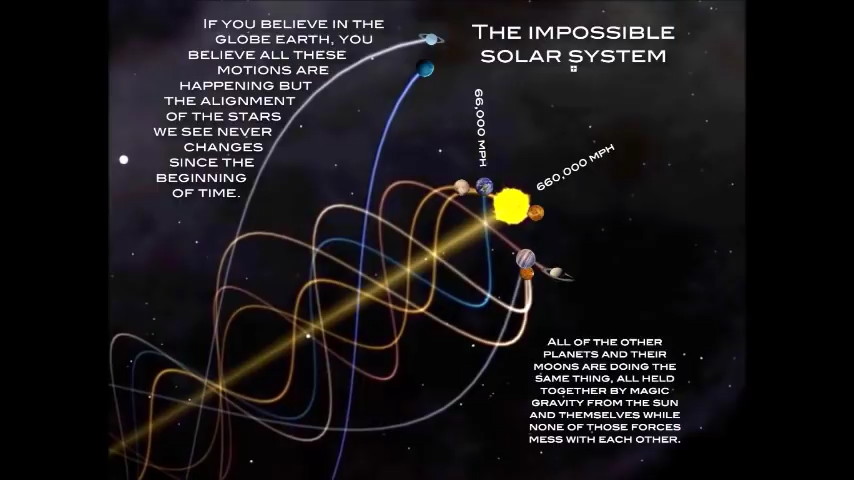 IF YOU BELIEVE IN THE
GLOBE EARTH, YOU
BELIEVE ALL THESE
MOTIONS ARE
HAPPENING BUT
THE ALIGNMENT
OF THE STARS
WE SEE NEVER
CHANGES
SINCE THE
BEGINNING
OF TIME.
THE IMPOSSIBLE
SOLAR SYSTEM
66,000 MPH
660,000 MPH
ALL OF THE OTHER
PLANETS AND THEIR
MOONS ARE DOING THE
SAME THING, ALL HELD
TOGETHER BY MAGIC
GRAVITY FROM THE SUN
AND THEMSELVES WHILE
NONE OF THOSE FORCES
MESS WITH EACH OTHER.